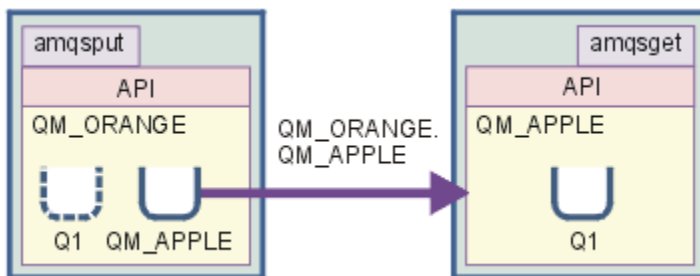 amqsput
API
QM_ORANGE
Q1
QM_APPLE
QM_ORANGE.
QM_APPLE
amqsget
API
QM_APPLE
Q1